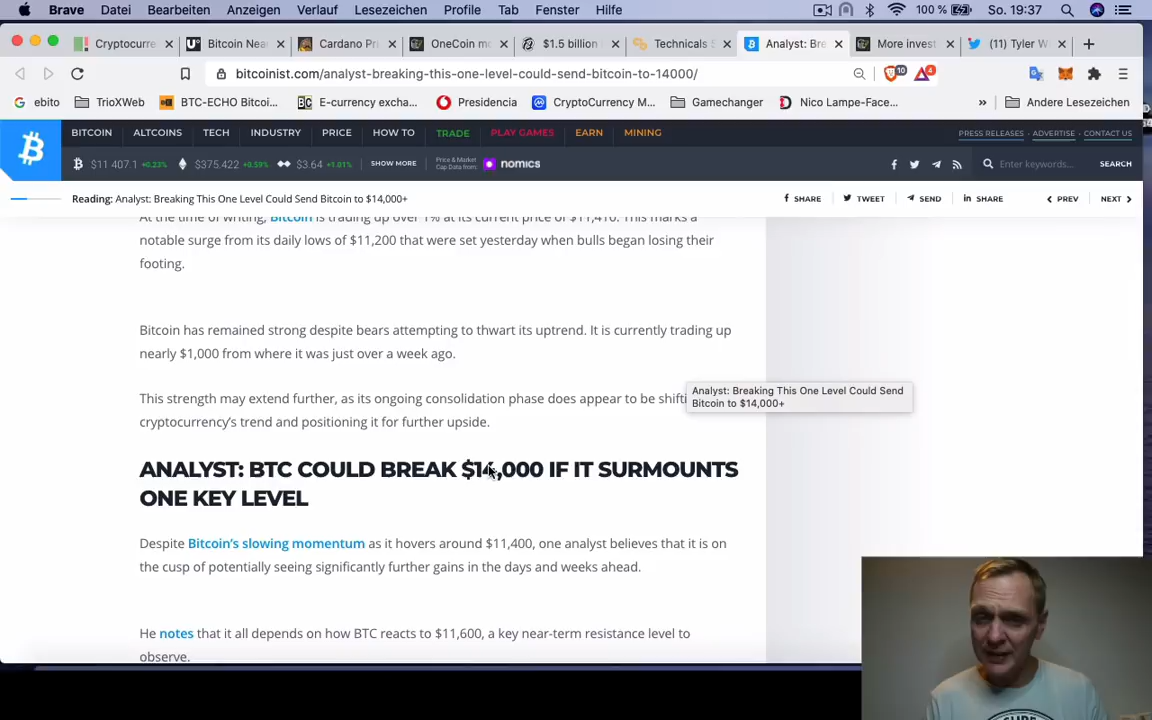 Brave Datei Bearbeiten Anzeigen Verlauf Lesezeichen Profile Tab Fenster Hilfe 100 % So. 19:37
Cryptocurre Bitcoin Nea Cardano Pri OneCoin mo $1.5 billion Technicals S Analyst: Bre More invest (11) Tyler W
bitcoinist.com/analyst-breaking-this-one-level-could-send-bitcoin-to-14000/ 10 4
ebito TrioXWeb BTC-ECHO Bitcoi... E-currency excha... Presidencia CryptoCurrency M... Gamechanger Nico Lampe-Face... » Andere Lesezeichen
BITCOIN ALTCOINS TECH INDUSTRY PRICE HOW TO TRADE PLAY GAMES EARN MINING PRESS RELEASES ADVERTISE CONTACT US
$11 407.1 +0.23% $375.422 +0.59% $3.64 +1.81% SHOW MORE Price & Market Cap Data from: nomics Enter keywords... SEARCH
Reading: Analyst: Breaking This One Level Could Send Bitcoin to $14,000+ SHARE TWEET SEND SHARE PREV NEXT
At the time of writing, Bitcoin is trading up over 1% at its current price of $11,410. This marks a
notable surge from its daily lows of $11,200 that were set yesterday when bulls began losing their
footing.
Bitcoin has remained strong despite bears attempting to thwart its uptrend. It is currently trading up
nearly $1,000 from where it was just over a week ago.
This strength may extend further, as its ongoing consolidation phase does appear to be shifti
cryptocurrency's trend and positioning it for further upside.
Analyst: Breaking This One Level Could Send
Bitcoin to $14,000+
ANALYST: BTC COULD BREAK $14,000 IF IT SURMOUNTS
ONE KEY LEVEL
Despite Bitcoin's slowing momentum as it hovers around $11,400, one analyst believes that it is on
the cusp of potentially seeing significantly further gains in the days and weeks ahead.
He notes that it all depends on how BTC reacts to $11,600, a key near-term resistance level to
observe.